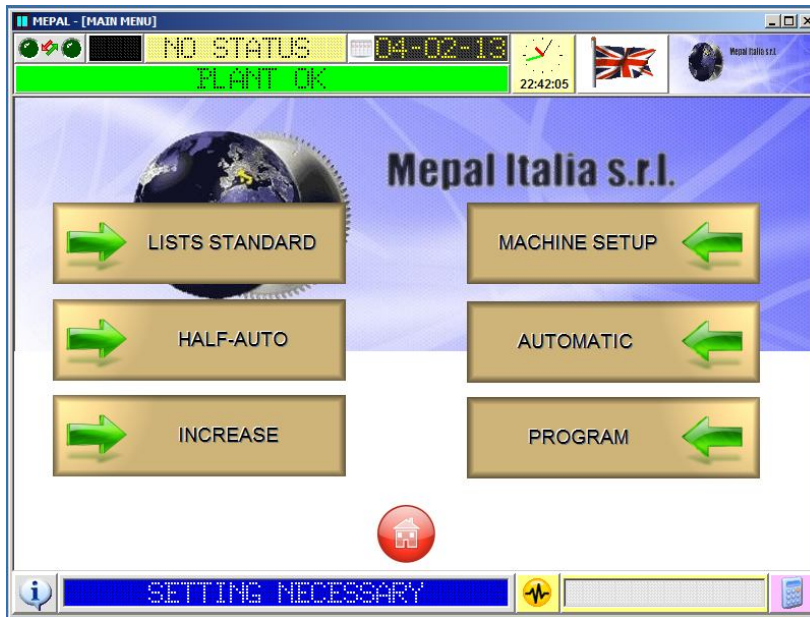 MEPAL - [MAIN MENU]
NO STATUS
04-02-13
PLANT OK
22:42:05
Mepal Italia s.r.l.
Mepal Italia s.r.l.
LISTS STANDARD
MACHINE SETUP
HALF-AUTO
AUTOMATIC
INCREASE
PROGRAM
SETTING NECESSARY